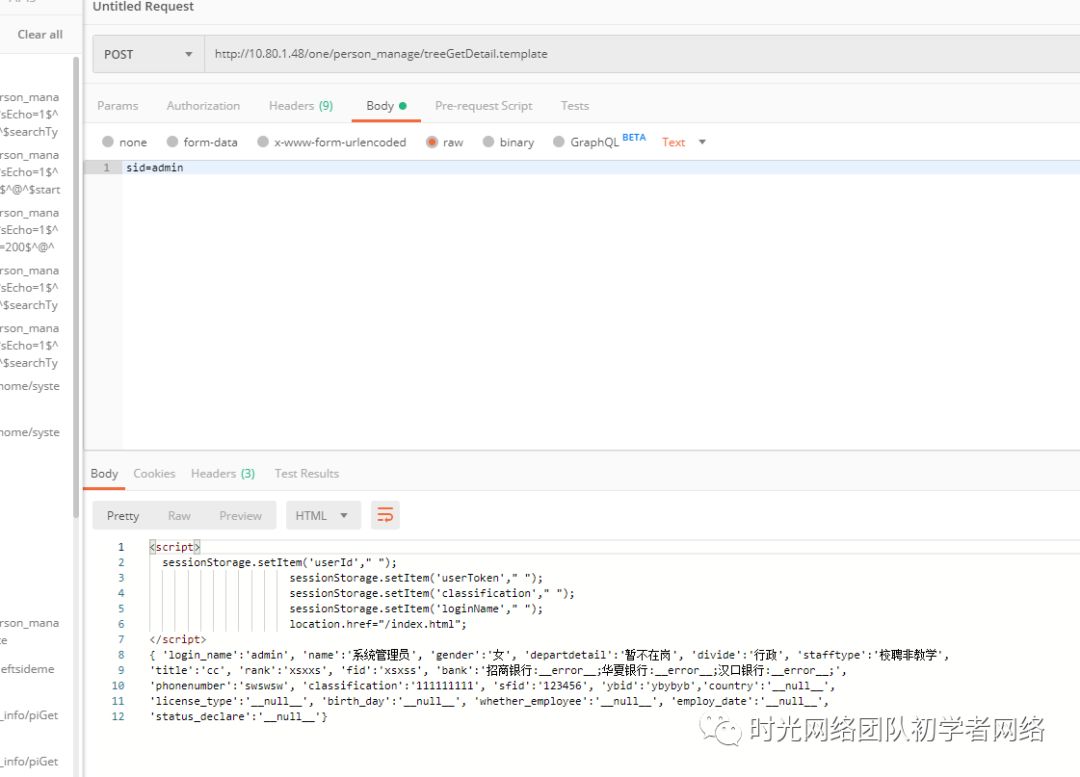 Untitled Request
Clear all
POST
http://10.80.1.48/one/person_manage/treeGetDetail.template
Params Authorization Headers (9) Body Pre-request Script Tests
none form-data x-www-form-urlencoded raw binary GraphQL BETA Text
1 sid=admin
rson_mana
'sEcho=1$^
^$searchTy
rson_mana
'sEcho=1$^
$^@^$start
rson_mana
'sEcho=1$^
=200$^@^
rson_mana
'sEcho=1$^
^$searchTy
rson_mana
'sEcho=1$^
^$searchTy
home/syste
home/syste
rson_mana
te
eftsideme
_info/piGet
_info/piGet
Body Cookies Headers (3) Test Results
Pretty Raw Preview HTML
1 <script>
2 sessionStorage.setItem('userId'," ");
3 sessionStorage.setItem('userToken'," ");
4 sessionStorage.setItem('classification'," ");
5 sessionStorage.setItem('loginName'," ");
6 location.href="/index.html";
7 </script>
8 { 'login_name':'admin', 'name':'系统管理员', 'gender':'女', 'departdetail':'暂不在岗', 'divide':'行政', 'stafftype':'校聘非教学',
9 'title':'cc', 'rank':'xsxxs', 'fid':'xsxss', 'bank':'招商银行:__error__;华夏银行:__error__;汉口银行:__error__;',
10 'phonenumber':'swswsw', 'classification':'111111111', 'sfid':'123456', 'ybid':'ybybyb','country':'__null__',
11 'license_type':'__null__', 'birth_day':'__null__', 'whether_employee':'__null__', 'employ_date':'__null__',
12 'status_declare':'__null__'}
时光网络团队初学者网络